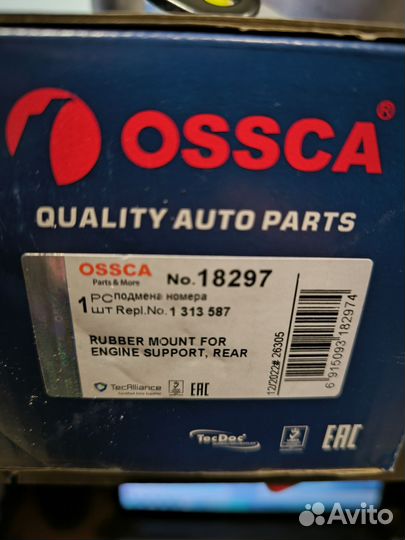 OSSCA®
QUALITY AUTO PARTS
OSSCA
Parts & More
No.18297
1 PC подмена номера
ШТ Repl.No. 1 313 587
RUBBER MOUNT FOR
ENGINE SUPPORT, REAR
TecAlliance
EAC
12/2022# 26305
6 915093 182974
TecDoc
EAC
Avito